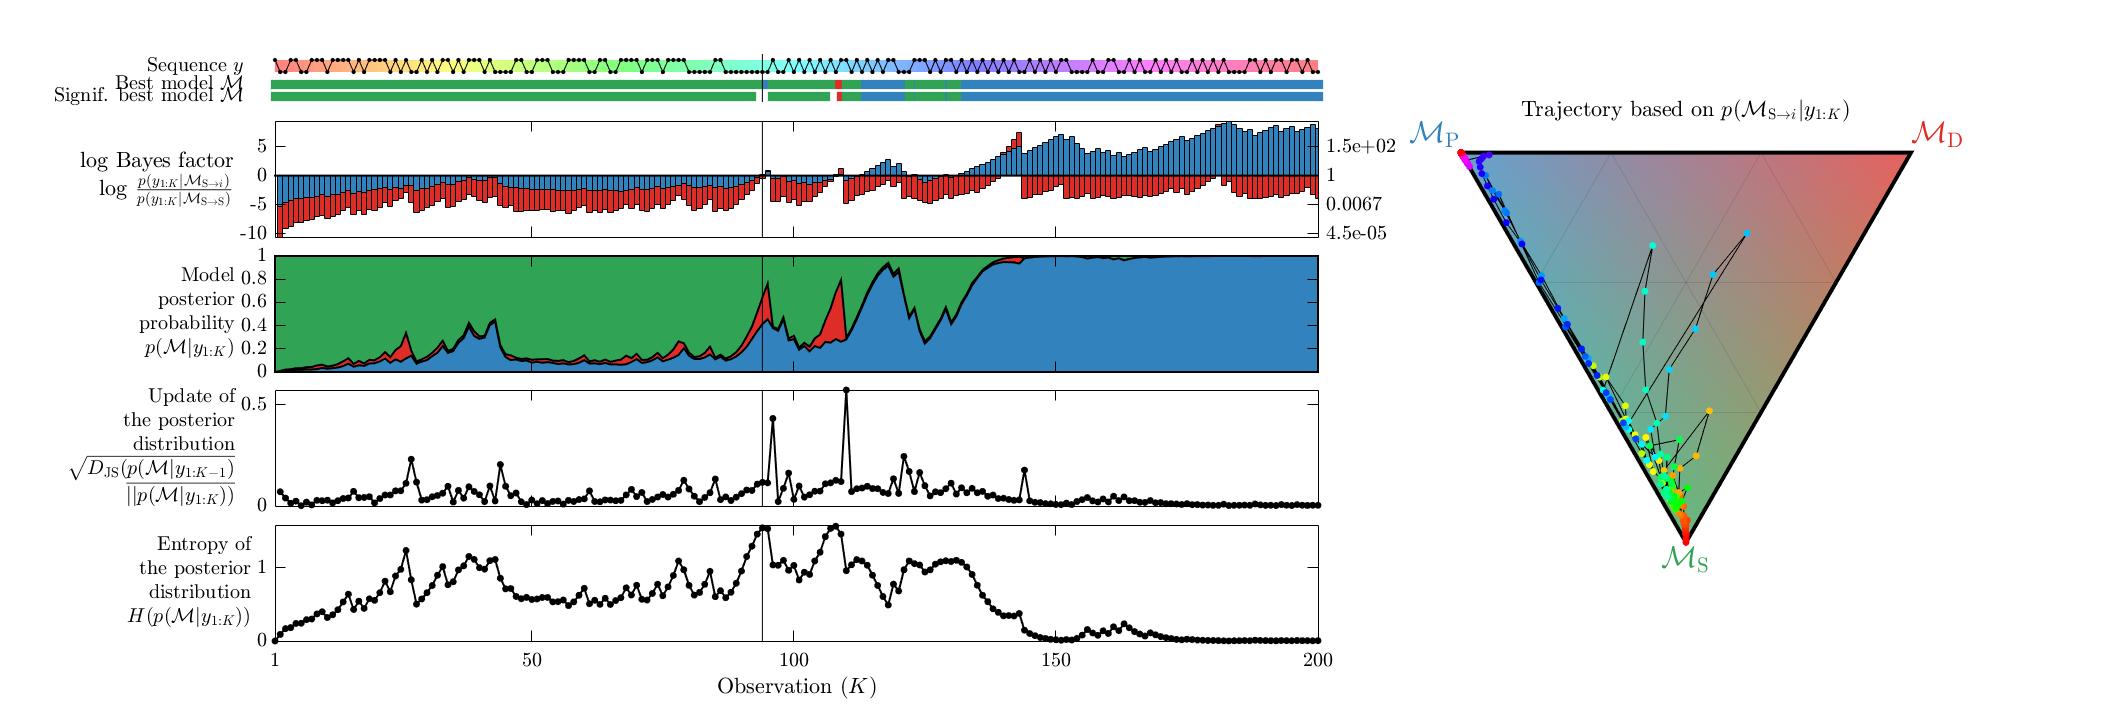 Sequence y
Best model ℳ
Signif. best model ℳ
log Bayes factor
log p(y1:K|ℳS→i) / p(y1:K|ℳS→S)
5
0
-5
-10
1.5e+02
1
0.0067
4.5e-05
Model
posterior
probability
p(ℳ|y1:K)
1
0.8
0.6
0.4
0.2
0
Update of
the posterior
distribution
√DJS(p(ℳ|y1:K−1)
||p(ℳ|y1:K))
0.5
0
Entropy of
the posterior
distribution
H(p(ℳ|y1:K))
1
0
1 50 100 150 200
Observation (K)
Trajectory based on p(ℳS→i|y1:K)
ℳP ℳD
ℳS